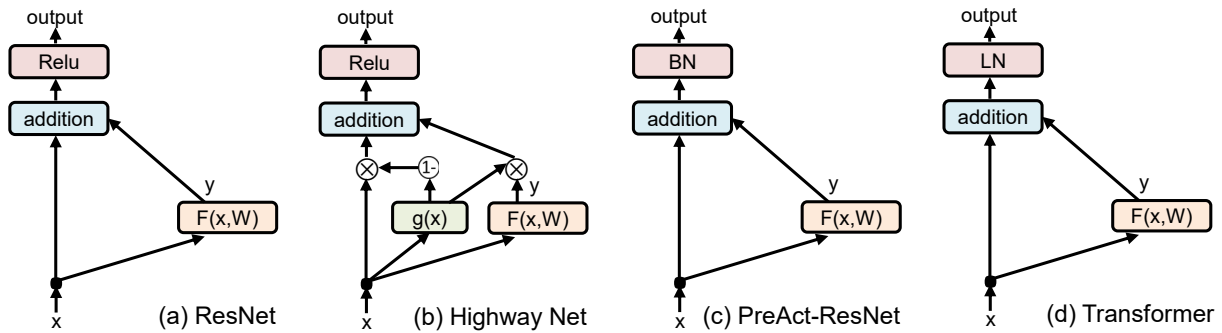 output
Relu
addition
y
F(x,W)
x
(a) ResNet
output
Relu
addition
1-
y
g(x)
F(x,W)
x
(b) Highway Net
output
BN
addition
y
F(x,W)
x
(c) PreAct-ResNet
output
LN
addition
y
F(x,W)
x
(d) Transformer